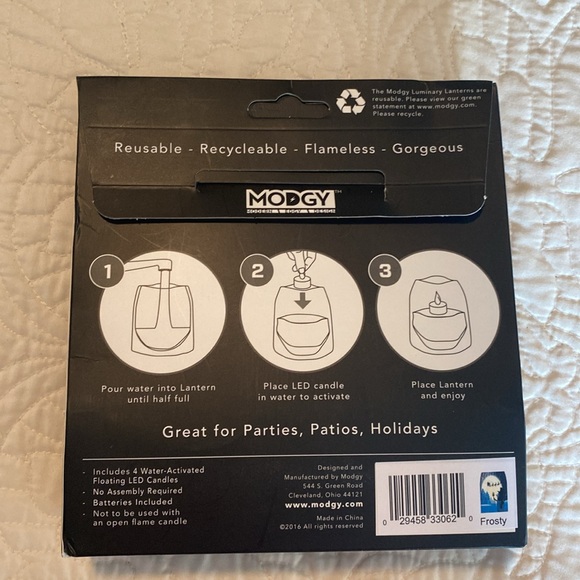 The Modgy Luminary Lanterns are
reusable. Please view our green
statement at www.modgy.com.
Please recycle.
Reusable - Recycleable - Flameless - Gorgeous
MODGY™
MODERN & EDGY & DESIGN
1
2
3
Pour water into Lantern
until half full
Place LED candle
in water to activate
Place Lantern
and enjoy
Great for Parties, Patios, Holidays
- Includes 4 Water-Activated
Floating LED Candles
- No Assembly Required
- Batteries Included
- Not to be used with
an open flame candle
Designed and
Manufactured by Modgy
544 S. Green Road
Cleveland, Ohio 44121
www.modgy.com
Made in China
©2016 All rights reserved
0 29458 33062 0
Frosty